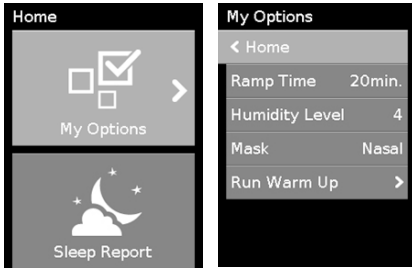 Home
My Options
Sleep Report
My Options
Home
Ramp Time 20min.
Humidity Level 4
Mask Nasal
Run Warm Up